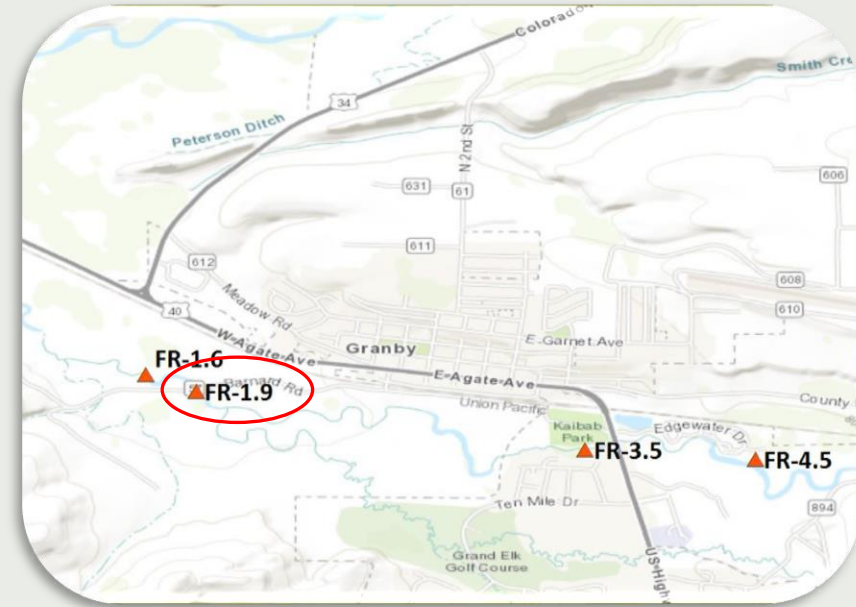 Colorado
34
Smith Cre
Peterson Ditch
N 2nd St
631
61
606
611
612
608
610
Meadow Rd
40
W-Agate-Ave
Granby
E-Garnet Ave
FR-1.6
Barnard Rd
FR-1.9
E-Agate-Ave
Union Pacific
County
Kaibab
Park
Edgewater Dr
FR-3.5
FR-4.5
Ten Mile Dr
894
Grand Elk
Golf Course
US-High